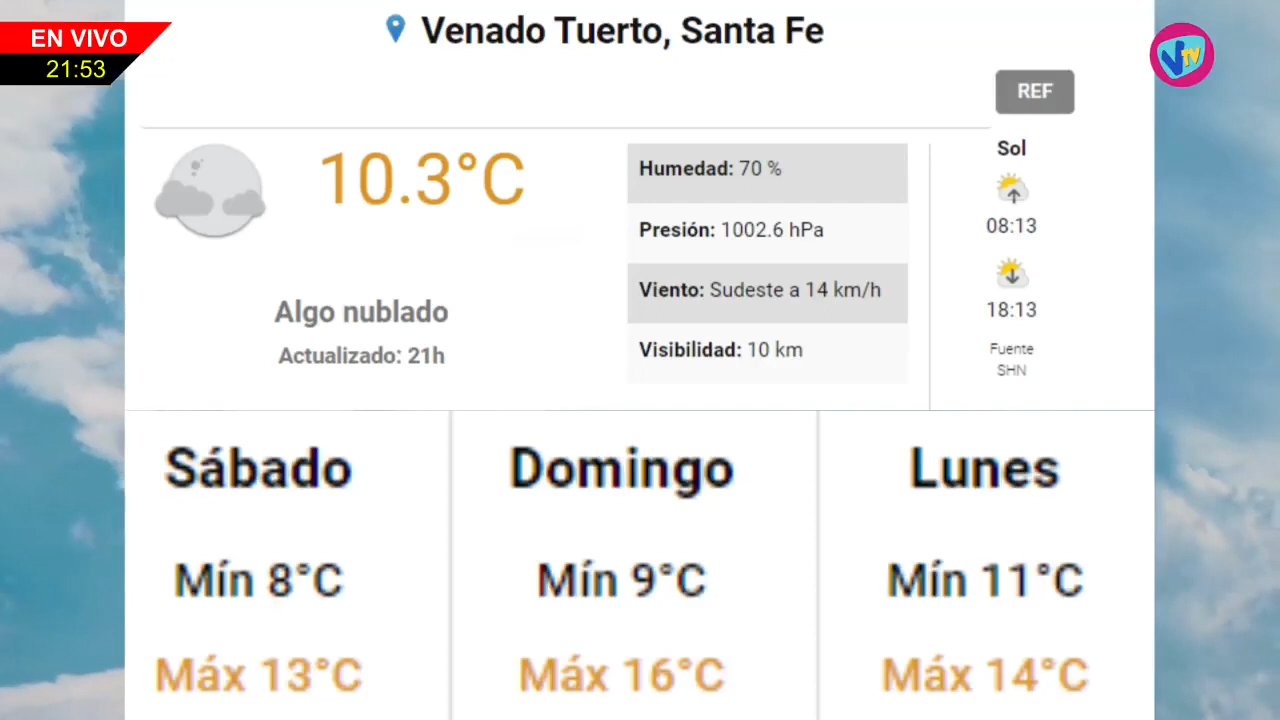 EN VIVO
21:53
Venado Tuerto, Santa Fe
VTV
REF
10.3°C
Algo nublado
Actualizado: 21h
Humedad: 70 %
Presión: 1002.6 hPa
Viento: Sudeste a 14 km/h
Visibilidad: 10 km
Sol
08:13
18:13
Fuente
SHN
Sábado
Mín 8°C
Máx 13°C
Domingo
Mín 9°C
Máx 16°C
Lunes
Mín 11°C
Máx 14°C